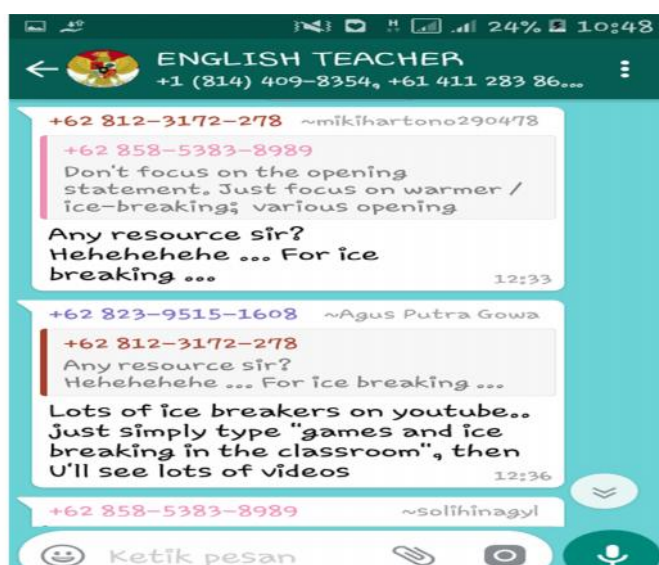 24% 10:48
ENGLISH TEACHER
+1 (814) 409-8354, +61 411 283 86...
+62 812-3172-278 ~mikihartono290478
+62 858-5383-8989
Don't focus on the opening
statement. Just focus on warmer /
ice-breaking; various opening
Any resource sir?
Hehehehehe ... For ice
breaking ...
12:33
+62 823-9515-1608 ~Agus Putra Gowa
+62 812-3172-278
Any resource sir?
Hehehehehe ... For ice breaking ...
Lots of ice breakers on youtube..
just simply type "games and ice
breaking in the classroom", then
U'll see lots of videos
12:36
+62 858-5383-8989 ~solihinagyl
Ketik pesan